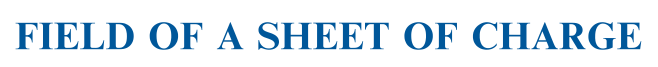 FIELD OF A SHEET OF CHARGE